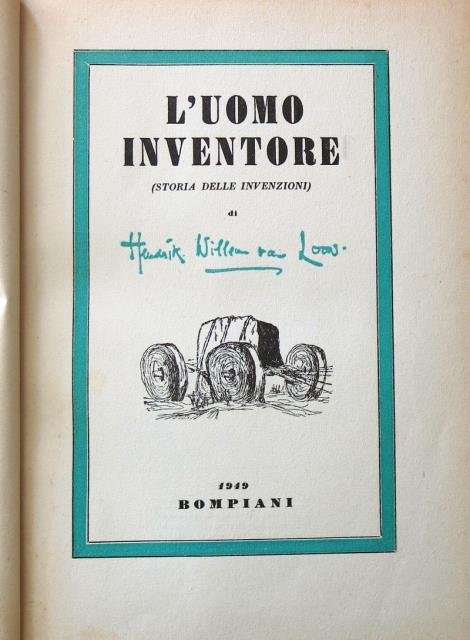 L'UOMO
INVENTORE
(STORIA DELLE INVENZIONI)
di
Hendrik Willem van Loon.
1949
BOMPIANI